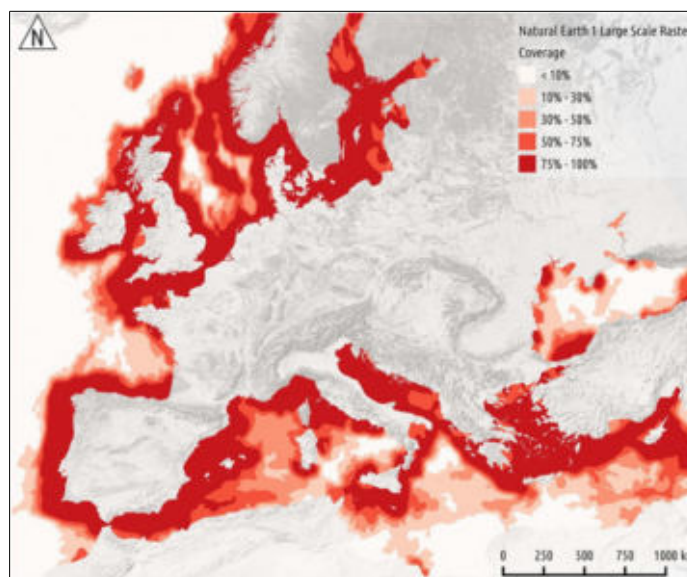 N
Natural Earth 1 Large Scale Raste
Coverage
< 10%
10% - 30%
30% - 50%
50% - 75%
75% - 100%
0 250 500 750 1000 k